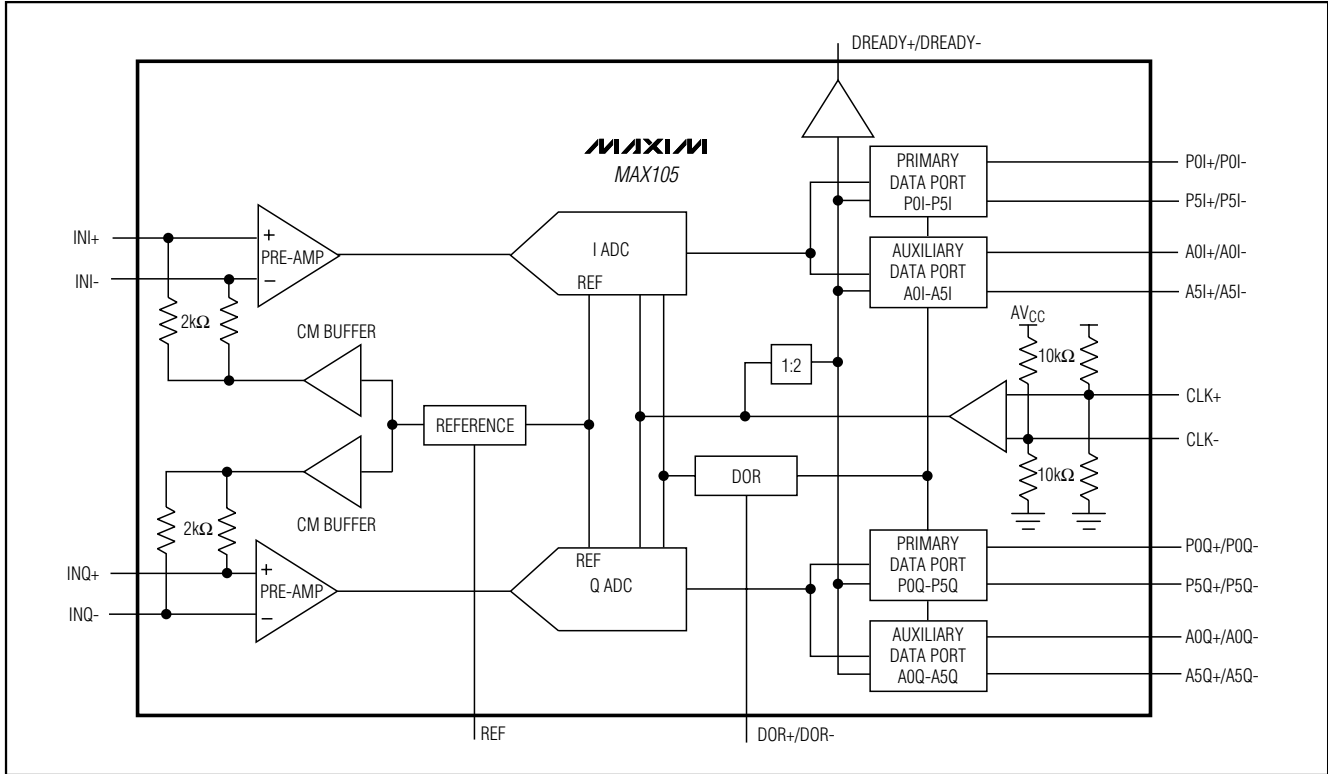 DREADY+/DREADY-
MAXIM
MAX105
PRIMARY
DATA PORT
P0I-P5I
P0I+/P0I-
P5I+/P5I-
INI+
INI-
+
PRE-AMP
−
I ADC
REF
AUXILIARY
DATA PORT
A0I-A5I
A0I+/A0I-
A5I+/A5I-
2kΩ
CM BUFFER
1:2
AVCC
10kΩ
CLK+
CLK-
REFERENCE
10kΩ
DOR
2kΩ
CM BUFFER
INQ+
INQ-
+
PRE-AMP
−
REF
Q ADC
PRIMARY
DATA PORT
P0Q-P5Q
P0Q+/P0Q-
P5Q+/P5Q-
AUXILIARY
DATA PORT
A0Q-A5Q
A0Q+/A0Q-
A5Q+/A5Q-
REF
DOR+/DOR-